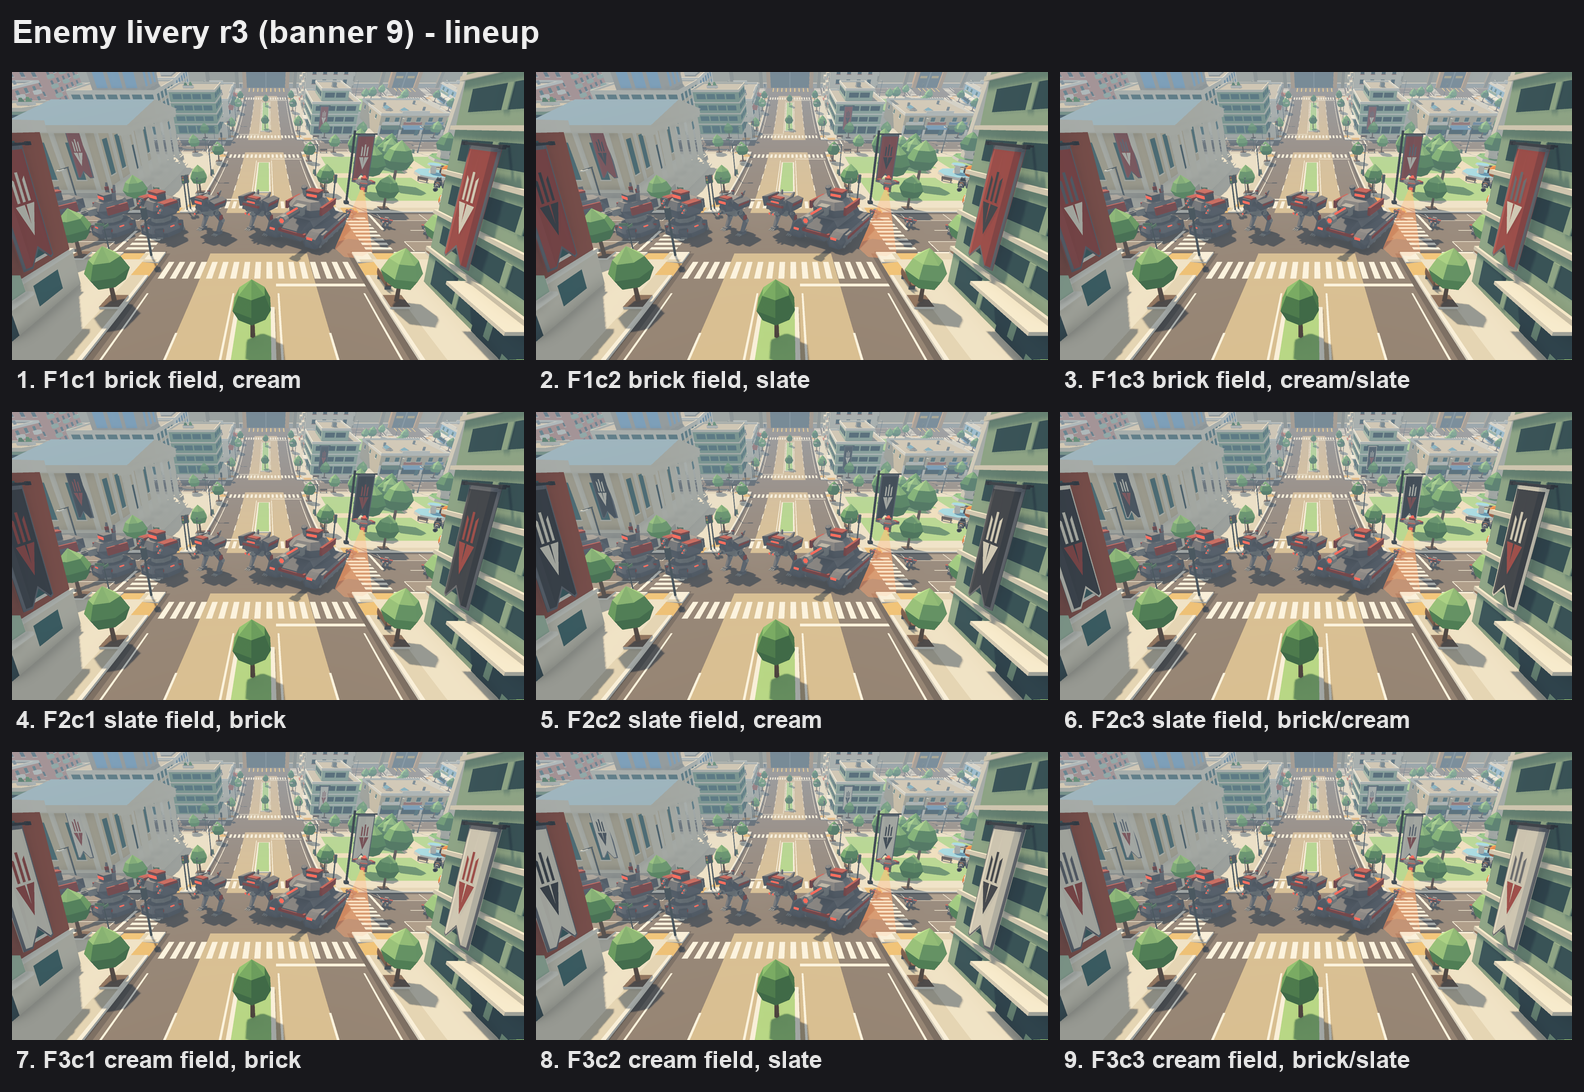 Enemy livery r3 (banner 9) - lineup
1. F1c1 brick field, cream
2. F1c2 brick field, slate
3. F1c3 brick field, cream/slate
4. F2c1 slate field, brick
5. F2c2 slate field, cream
6. F2c3 slate field, brick/cream
7. F3c1 cream field, brick
8. F3c2 cream field, slate
9. F3c3 cream field, brick/slate